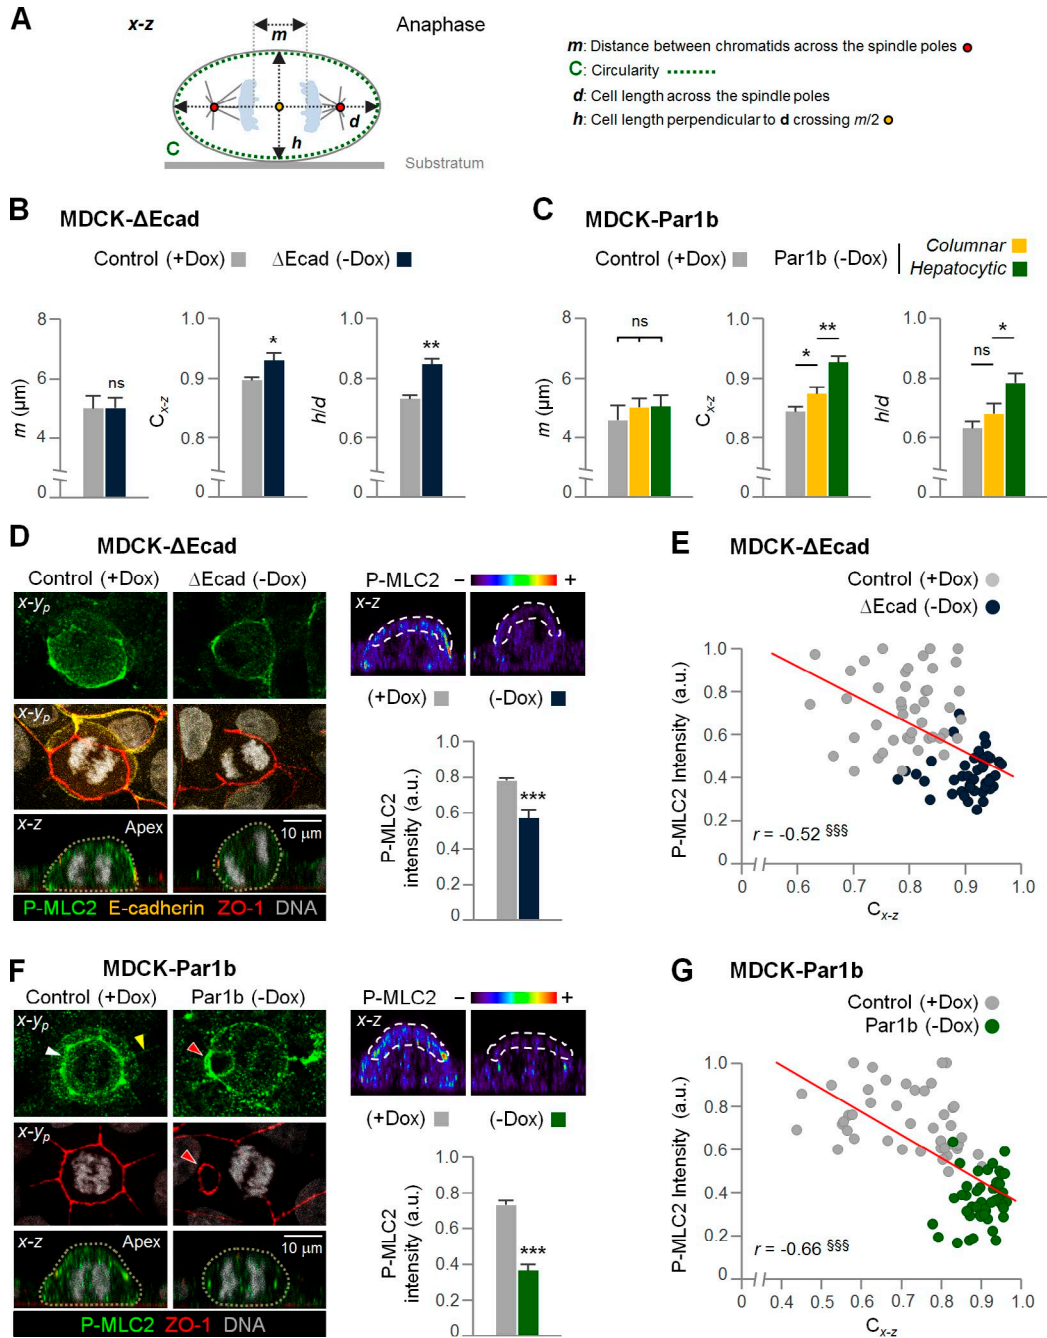 A
x-z
Anaphase
m
d
h
C
Substratum
m: Distance between chromatids across the spindle poles
C: Circularity
d: Cell length across the spindle poles
h: Cell length perpendicular to d crossing m/2
B
MDCK-ΔEcad
Control (+Dox)
ΔEcad (-Dox)
8
6
4
0
m (µm)
ns
1.0
0.9
0.8
0
Cx-z
*
1.0
0.8
0.6
0
h/d
**
C
MDCK-Par1b
Control (+Dox)
Par1b (-Dox)
Columnar
Hepatocytic
8
6
4
0
m (µm)
ns
1.0
0.9
0.8
0
Cx-z
*
**
1.0
0.8
0.6
0
h/d
ns
*
D
MDCK-ΔEcad
Control (+Dox)
ΔEcad (-Dox)
x-yp
x-yp
x-z
Apex
10 µm
P-MLC2 E-cadherin ZO-1 DNA
P-MLC2 − +
x-z
(+Dox)
(-Dox)
1.0
0.8
0.6
0.4
0.2
0
P-MLC2
intensity (a.u.)
***
E
MDCK-ΔEcad
Control (+Dox)
ΔEcad (-Dox)
1.0
0.8
0.6
0.4
0.2
0
P-MLC2 Intensity (a.u.)
r = -0.52 §§§
0 0.6 0.7 0.8 0.9 1.0
Cx-z
F
MDCK-Par1b
Control (+Dox)
Par1b (-Dox)
x-yp
x-yp
x-z
Apex
10 µm
P-MLC2 ZO-1 DNA
P-MLC2 − +
x-z
(+Dox)
(-Dox)
1.0
0.8
0.6
0.4
0.2
0
P-MLC2
intensity (a.u.)
***
G
MDCK-Par1b
Control (+Dox)
Par1b (-Dox)
1.0
0.8
0.6
0.4
0.2
0
P-MLC2 Intensity (a.u.)
r = -0.66 §§§
0 0.4 0.5 0.6 0.7 0.8 0.9 1.0
Cx-z